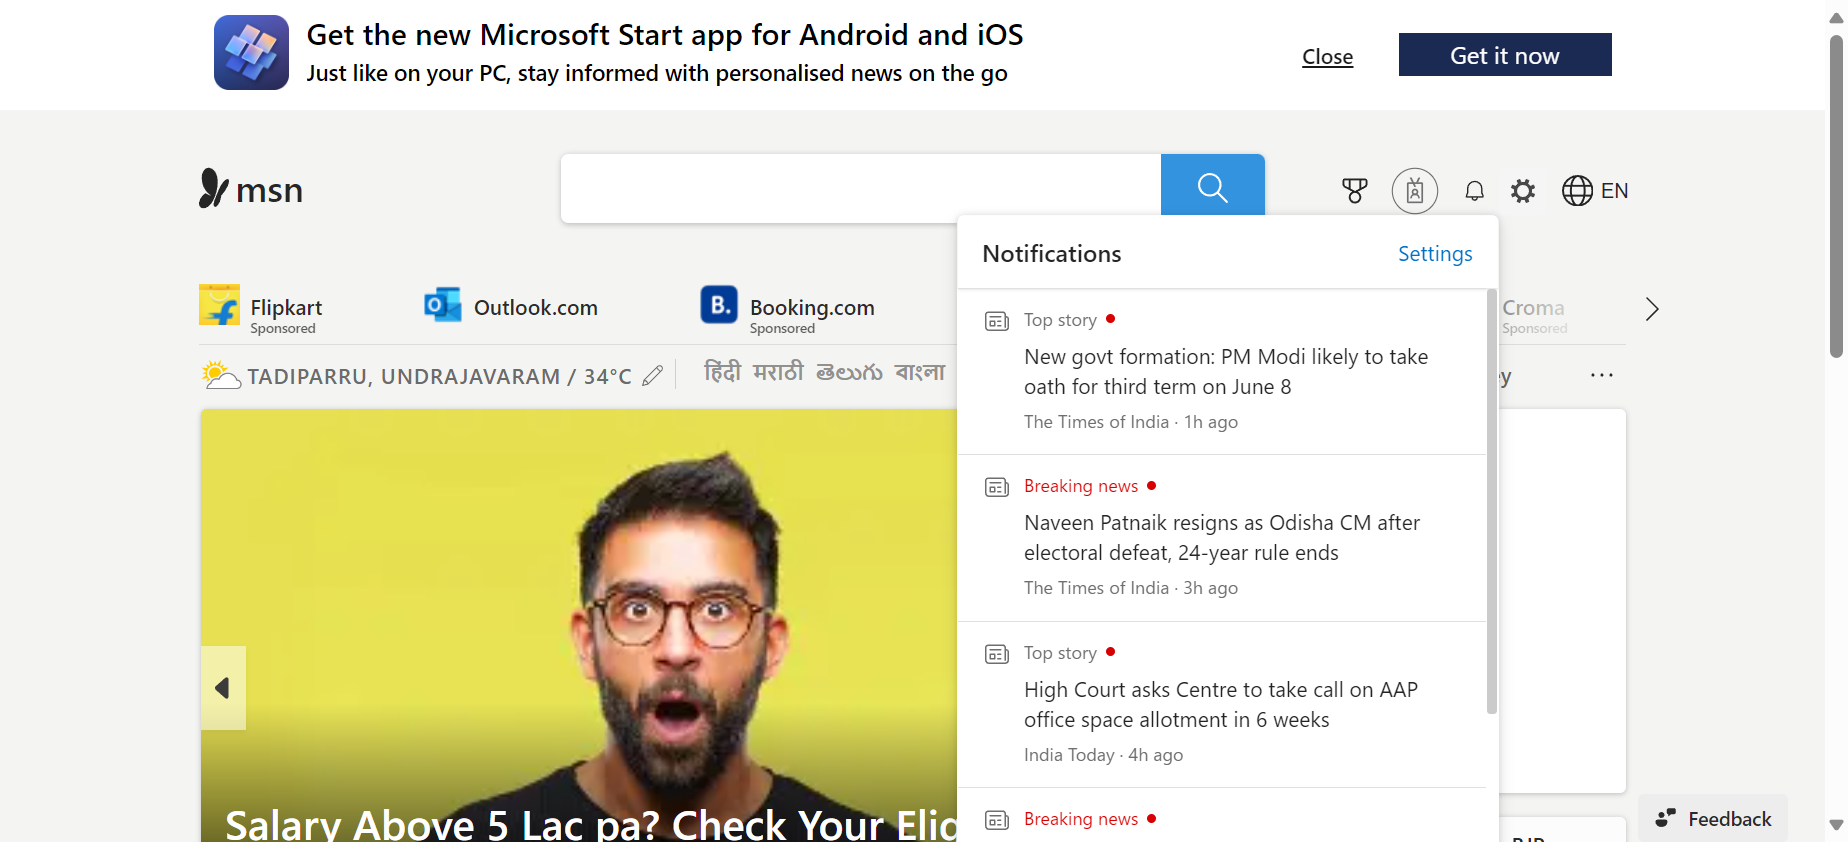 Get the new Microsoft Start app for Android and iOS
Just like on your PC, stay informed with personalised news on the go
Close
Get it now
msn
EN
Notifications
Settings
Flipkart
Sponsored
Outlook.com
B.
Booking.com
Sponsored
Croma
Sponsored
TADIPARRU, UNDRAJAVARAM / 34°C
हिंदी मराठी తెలుగు বাংলা
Top story
New govt formation: PM Modi likely to take
oath for third term on June 8
The Times of India · 1h ago
Breaking news
Naveen Patnaik resigns as Odisha CM after
electoral defeat, 24-year rule ends
The Times of India · 3h ago
Top story
High Court asks Centre to take call on AAP
office space allotment in 6 weeks
India Today · 4h ago
Breaking news
Salary Above 5 Lac pa? Check Your
Feedback